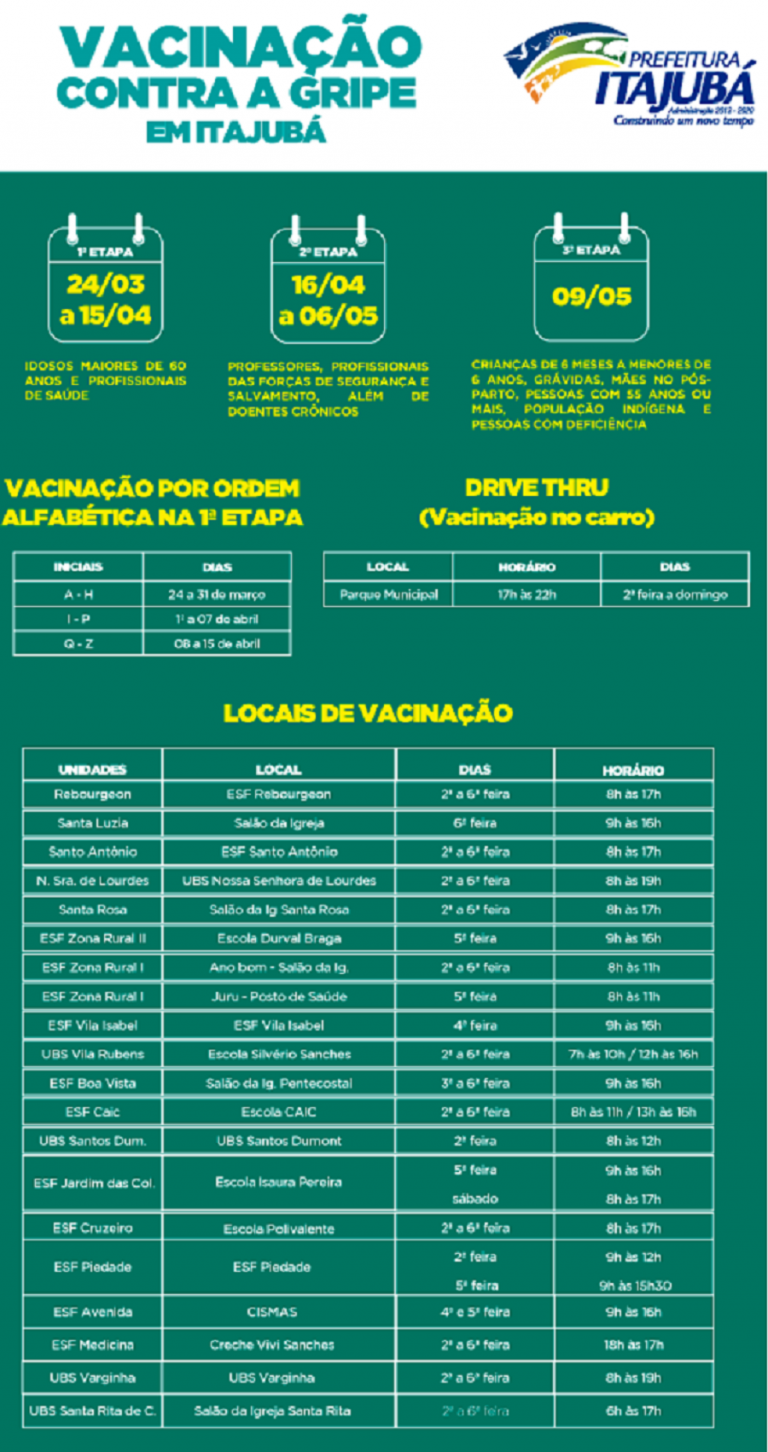 VACINAÇÃO
CONTRA A GRIPE
EM ITAJUBÁ
PREFEITURA
ITAJUBÁ
Administração 2013 - 2020
Construindo um novo tempo
1ª ETAPA
24/03
a 15/04
IDOSOS MAIORES DE 60
ANOS E PROFISSIONAIS
DE SAÚDE
2ª ETAPA
16/04
a 06/05
PROFESSORES, PROFISSIONAIS
DAS FORÇAS DE SEGURANÇA E
SALVAMENTO, ALÉM DE
DOENTES CRÔNICOS
3ª ETAPA
09/05
CRIANÇAS DE 6 MESES A MENORES DE
6 ANOS, GRÁVIDAS, MÃES NO PÓS-
PARTO, PESSOAS COM 55 ANOS OU
MAIS, POPULAÇÃO INDÍGENA E
PESSOAS COM DEFICIÊNCIA
VACINAÇÃO POR ORDEM
ALFABÉTICA NA 1ª ETAPA
INICIAIS DIAS
A - H 24 a 31 de março
I - P 1º a 07 de abril
Q - Z 08 a 15 de abril
DRIVE THRU
(Vacinação no carro)
LOCAL HORÁRIO DIAS
Parque Municipal 17h às 22h 2ª feira a domingo
LOCAIS DE VACINAÇÃO
UNIDADES LOCAL DIAS HORÁRIO
Rebourgeon ESF Rebourgeon 2ª a 6ª feira 8h às 17h
Santa Luzia Salão da Igreja 6ª feira 9h às 16h
Santo Antônio ESF Santo Antônio 2ª a 6ª feira 8h às 17h
N. Sra. de Lourdes UBS Nossa Senhora de Lourdes 2ª a 6ª feira 8h às 19h
Santa Rosa Salão da Ig Santa Rosa 2ª a 6ª feira 8h às 17h
ESF Zona Rural II Escola Durval Braga 5ª feira 9h às 16h
ESF Zona Rural I Ano bom - Salão da Ig. 2ª a 6ª feira 8h às 11h
ESF Zona Rural I Juru - Posto de Saúde 5ª feira 8h às 11h
ESF Vila Isabel ESF Vila Isabel 4ª feira 9h às 16h
UBS Vila Rubens Escola Silvério Sanches 2ª a 6ª feira 7h às 10h / 12h às 16h
ESF Boa Vista Salão da Ig. Pentecostal 3ª a 6ª feira 9h às 16h
ESF Caic Escola CAIC 2ª a 6ª feira 8h às 11h / 13h às 16h
UBS Santos Dum. UBS Santos Dumont 2ª feira 8h às 12h
ESF Jardim das Col. Escola Isaura Pereira 5ª feira 9h às 16h
sábado 8h às 17h
ESF Cruzeiro Escola Polivalente 2ª a 6ª feira 8h às 17h
ESF Piedade ESF Piedade 2ª feira 9h às 12h
5ª feira 9h às 15h30
ESF Avenida CISMAS 4ª e 5ª feira 9h às 16h
ESF Medicina Creche Vivi Sanches 2ª a 6ª feira 18h às 17h
UBS Varginha UBS Varginha 2ª a 6ª feira 8h às 19h
UBS Santa Rita de C. Salão da Igreja Santa Rita 2ª a 6ª feira 6h às 17h